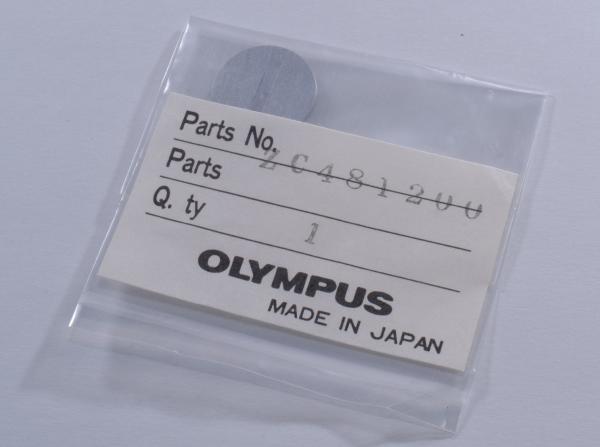 Parts No.
ZC481200
Parts
Q. ty
1
OLYMPUS
MADE IN JAPAN